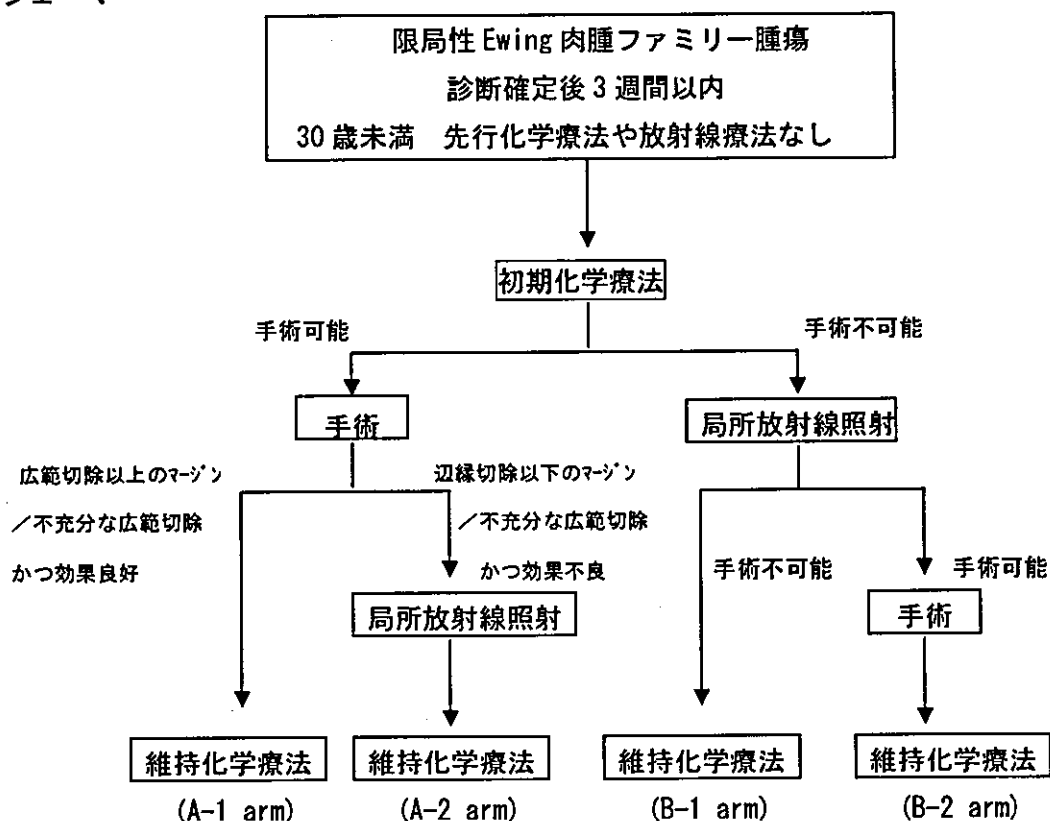 限局性 Ewing 肉腫ファミリー腫瘍
診断確定後 3 週間以内
30 歳未満 先行化学療法や放射線療法なし
初期化学療法
手術可能
手術不可能
手術
局所放射線照射
広範切除以上のマージン
／不充分な広範切除
かつ効果良好
辺縁切除以下のマージン
／不充分な広範切除
かつ効果不良
手術不可能
手術可能
局所放射線照射
手術
維持化学療法
維持化学療法
維持化学療法
維持化学療法
(A-1 arm)
(A-2 arm)
(B-1 arm)
(B-2 arm)